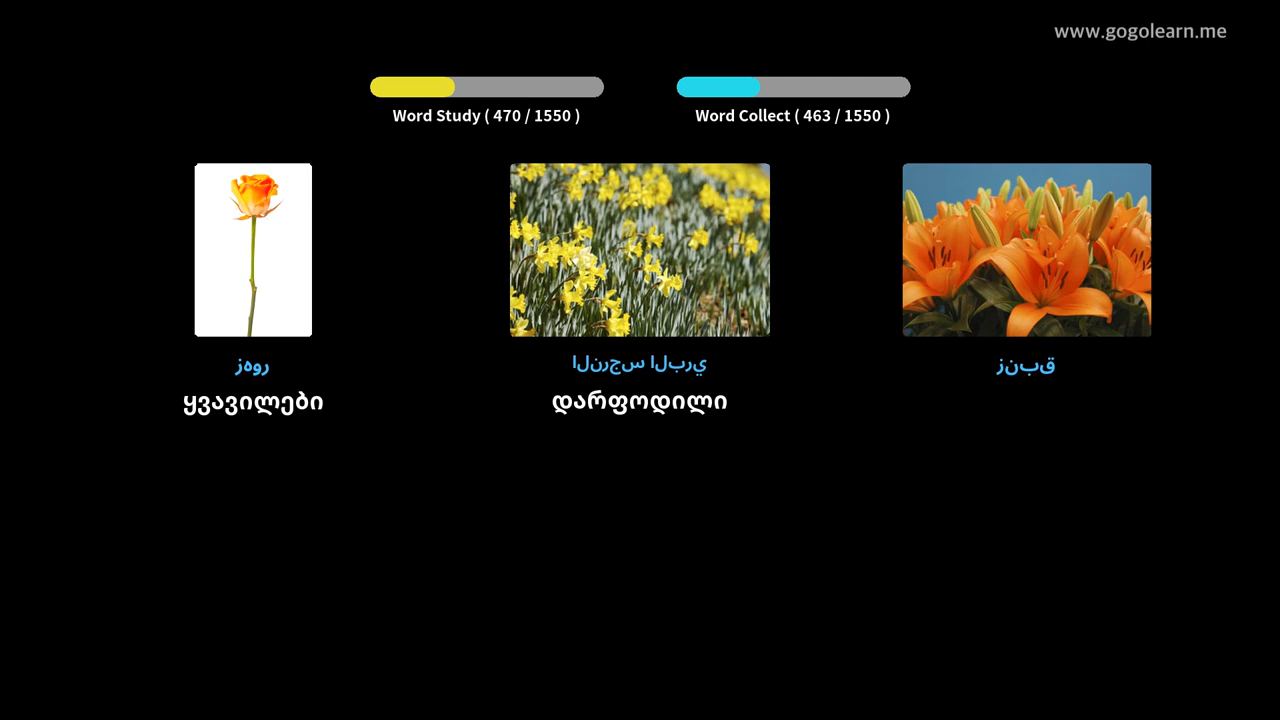 www.gogolearn.me
Word Study ( 470 / 1550 )
Word Collect ( 463 / 1550 )
زهور
النرجس البري
زنبق
ყვავილები
დარფოდილი